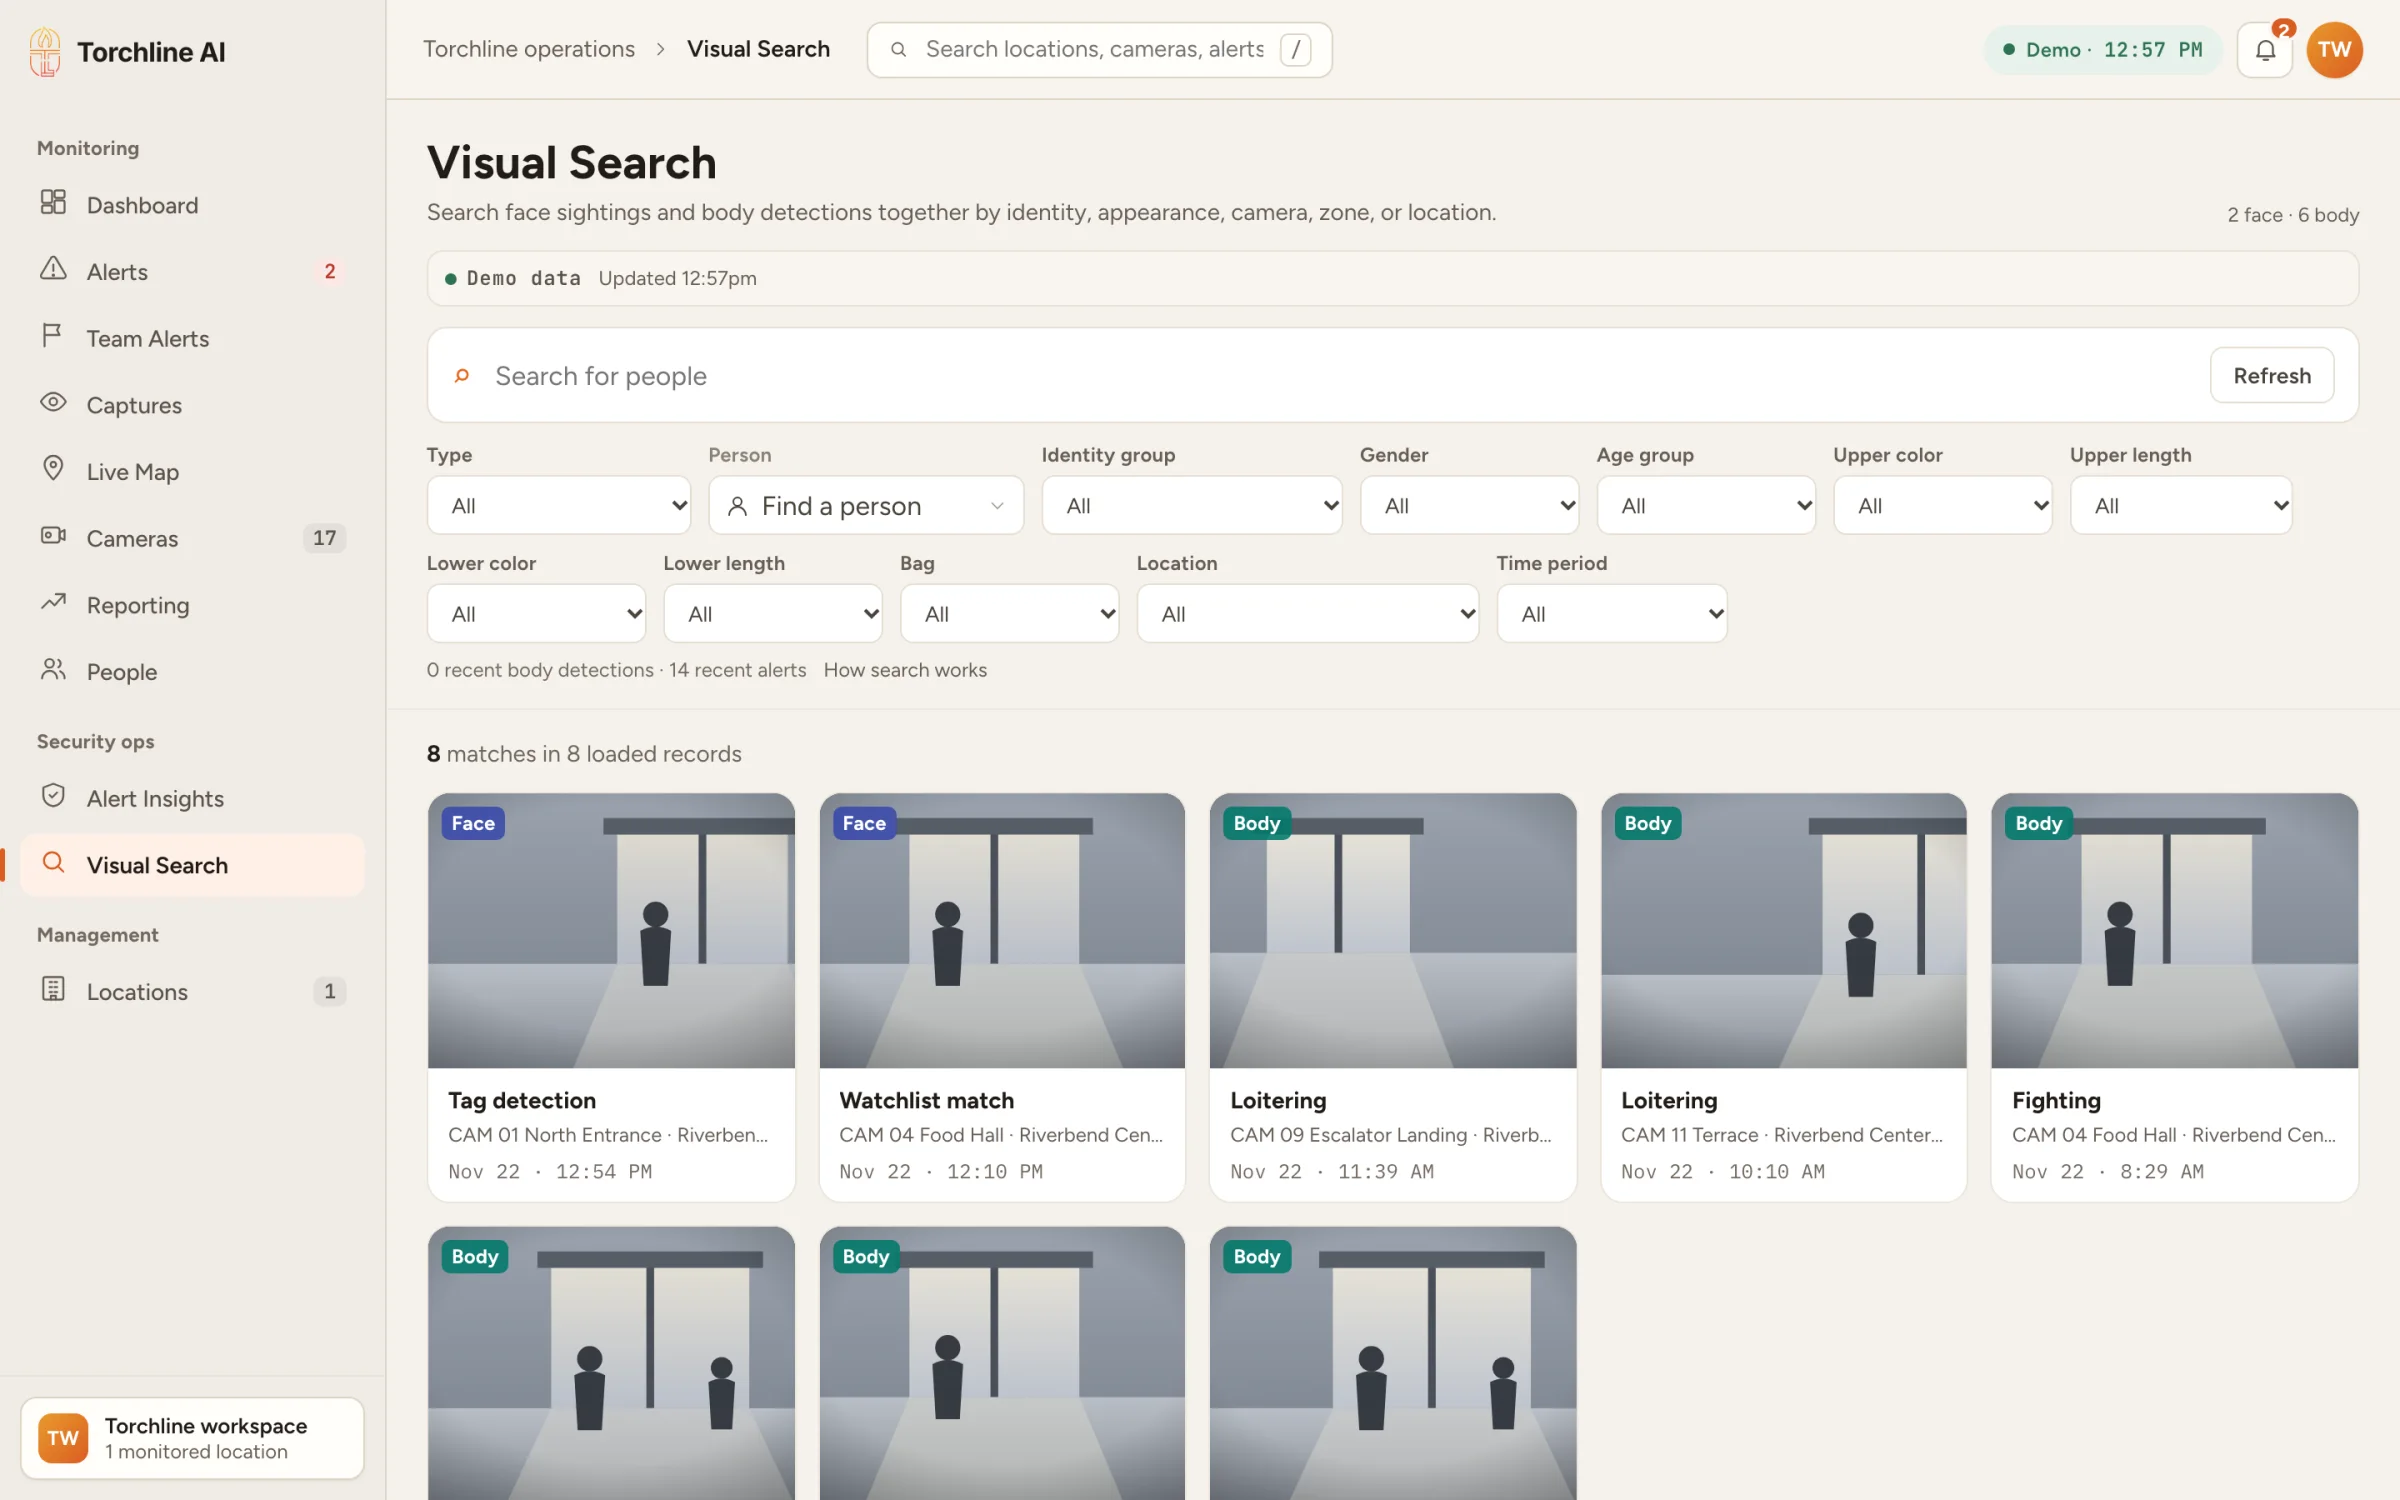 Torchline AI
Torchline operations > Visual Search
Search locations, cameras, alerts /
Demo · 12:57 PM
2
TW
Monitoring
Dashboard
Alerts 2
Team Alerts
Captures
Live Map
Cameras 17
Reporting
People
Security ops
Alert Insights
Visual Search
Management
Locations 1
TW
Torchline workspace
1 monitored location
Visual Search
Search face sightings and body detections together by identity, appearance, camera, zone, or location.
2 face · 6 body
Demo data Updated 12:57pm
Search for people
Refresh
Type Person Identity group Gender Age group Upper color Upper length
All Find a person All All All All All
Lower color Lower length Bag Location Time period
All All All All All
0 recent body detections · 14 recent alerts How search works
8 matches in 8 loaded records
Face
Tag detection
CAM 01 North Entrance · Riverben...
Nov 22 · 12:54 PM
Face
Watchlist match
CAM 04 Food Hall · Riverbend Cen...
Nov 22 · 12:10 PM
Body
Loitering
CAM 09 Escalator Landing · Riverb...
Nov 22 · 11:39 AM
Body
Loitering
CAM 11 Terrace · Riverbend Center...
Nov 22 · 10:10 AM
Body
Fighting
CAM 04 Food Hall · Riverbend Cen...
Nov 22 · 8:29 AM
Body
Body
Body